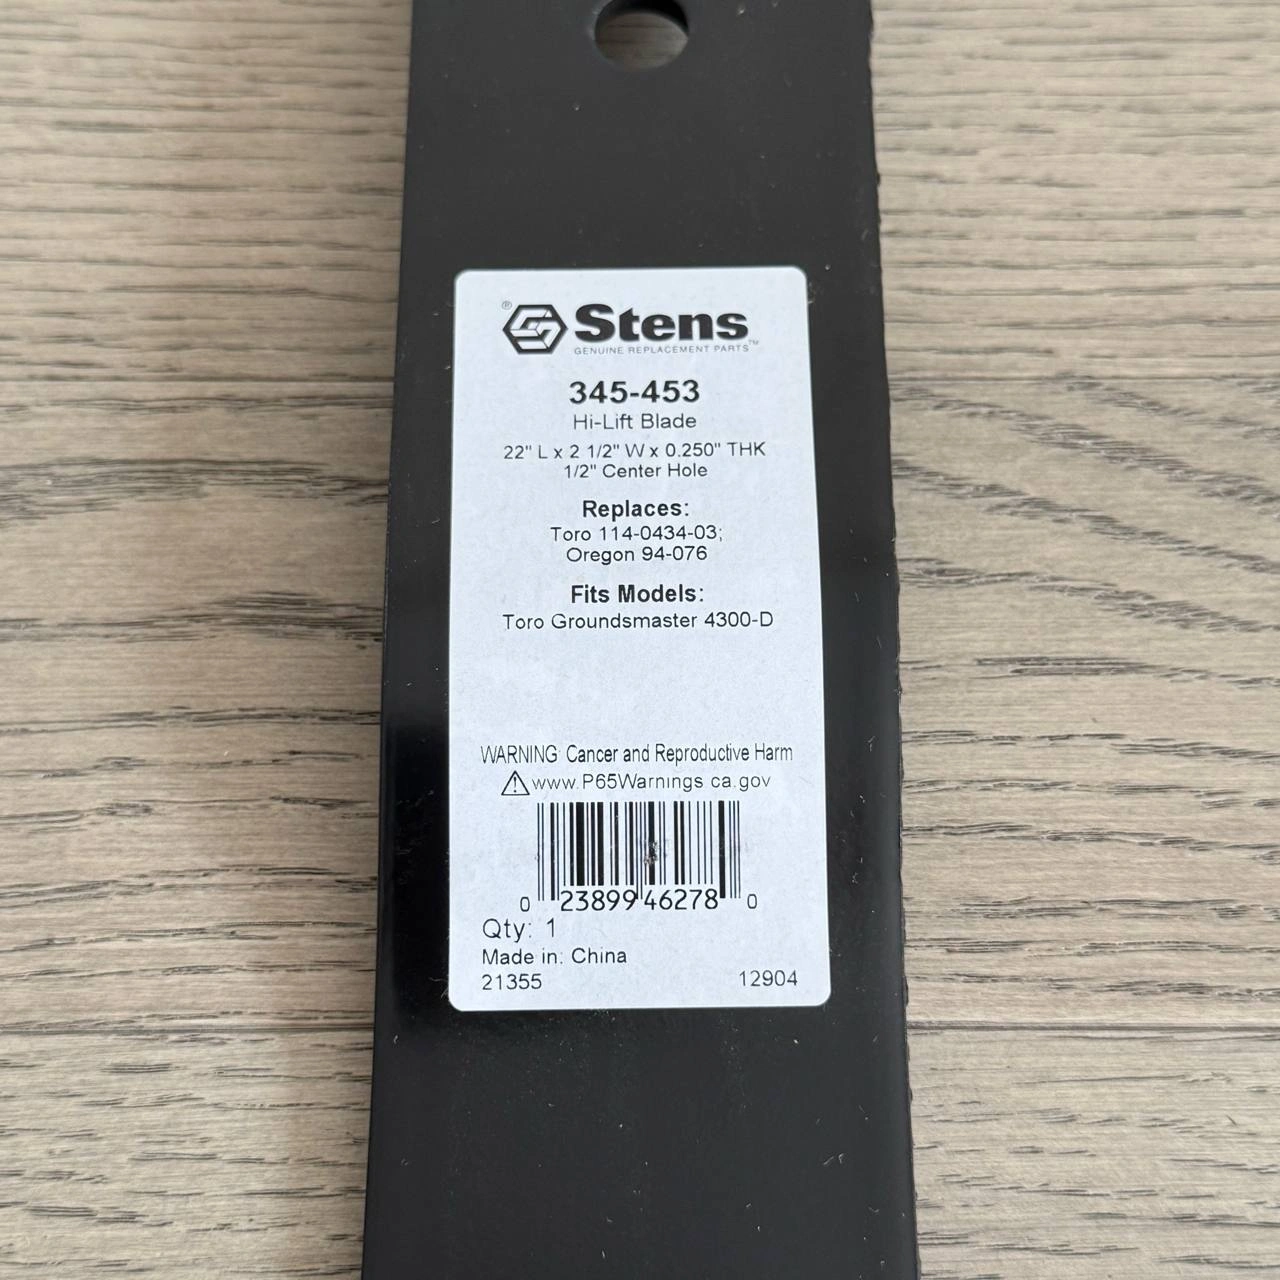 ® Stens
GENUINE REPLACEMENT PARTS™
345-453
Hi-Lift Blade
22" L x 2 1/2" W x 0.250" THK
1/2" Center Hole
Replaces:
Toro 114-0434-03;
Oregon 94-076
Fits Models:
Toro Groundsmaster 4300-D
WARNING Cancer and Reproductive Harm
www.P65Warnings ca.gov
0 23899 46278 0
Qty: 1
Made in: China
21355 12904